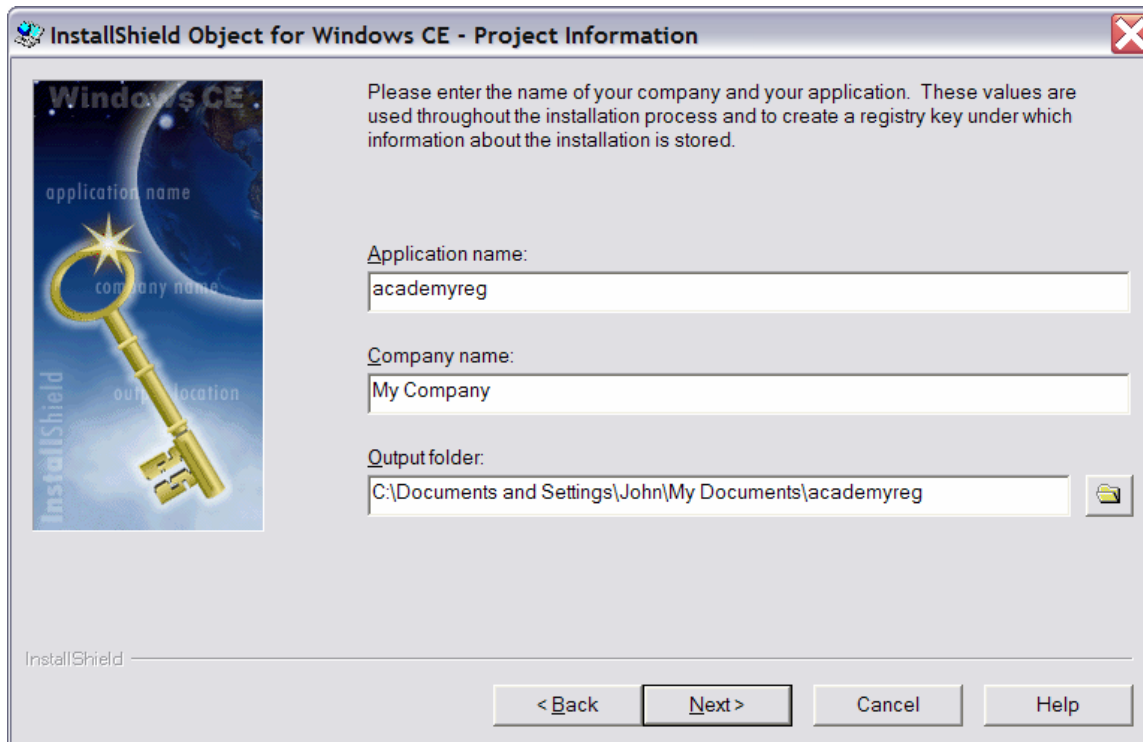 InstallShield Object for Windows CE - Project Information
Windows CE
application name
company name
output location
InstallShield
Please enter the name of your company and your application. These values are
used throughout the installation process and to create a registry key under which
information about the installation is stored.
Application name:
academyreg
Company name:
My Company
Output folder:
C:\Documents and Settings\John\My Documents\academyreg
InstallShield
< Back
Next >
Cancel
Help